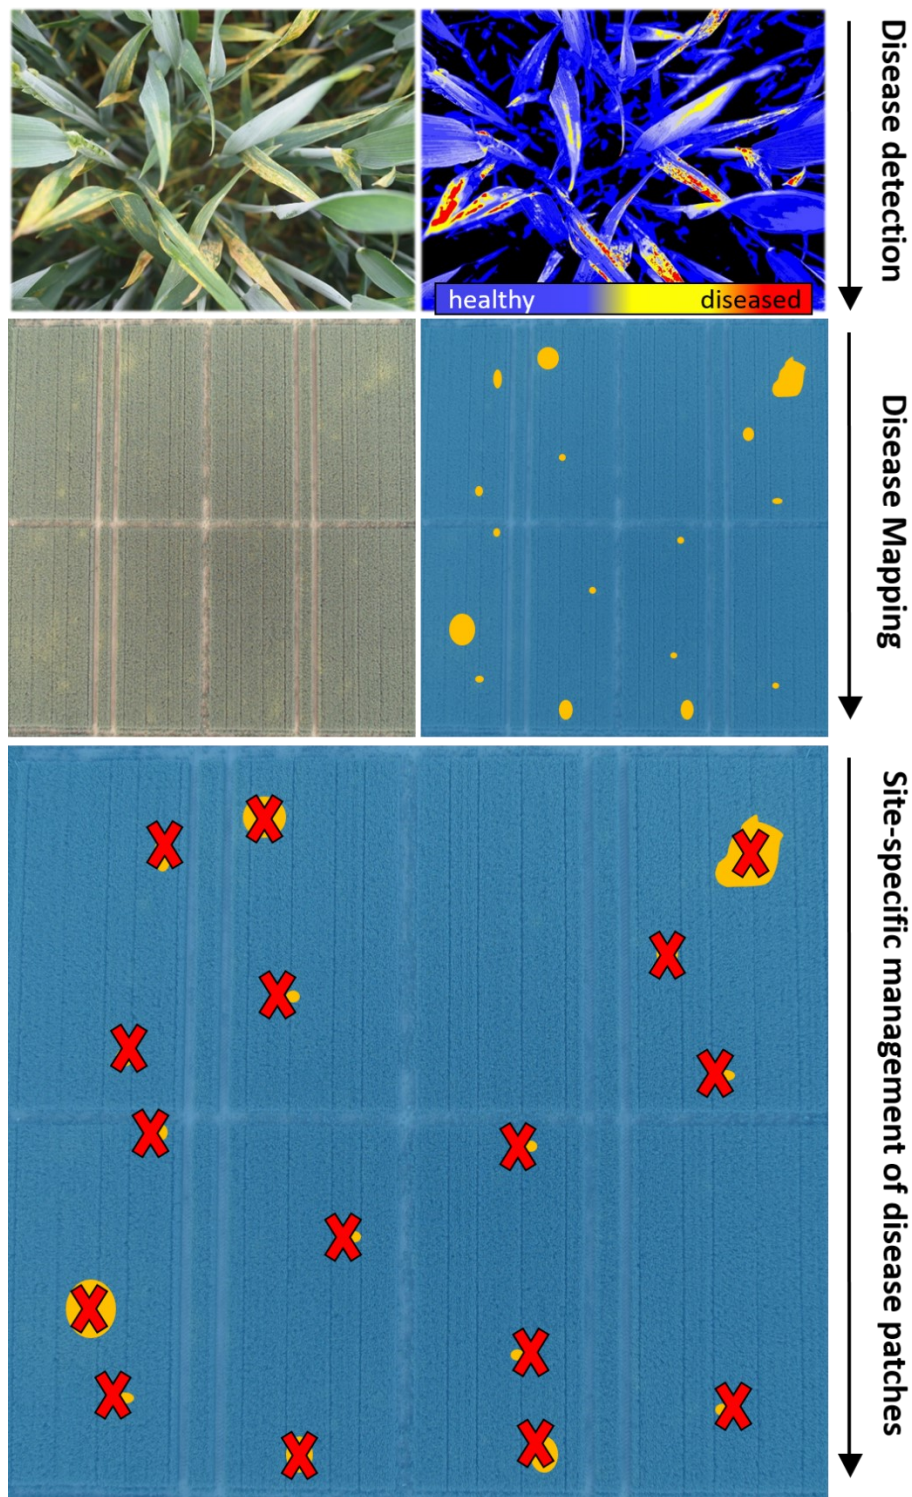 Disease detection
healthy
diseased
Disease Mapping
Site-specific management of disease patches